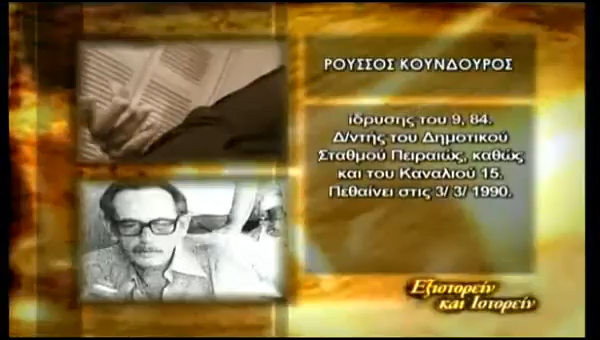 ΡΟΥΣΣΟΣ ΚΟΥΝΔΟΥΡΟΣ
ίδρυσης του 9, 84.
Δ/ντής του Δημοτικού
Σταθμού Πειραιώς, καθώς
και του Καναλιού 15.
Πεθαίνει στις 3/ 3/ 1990.
Εξιστορείν
και Ιστορείν